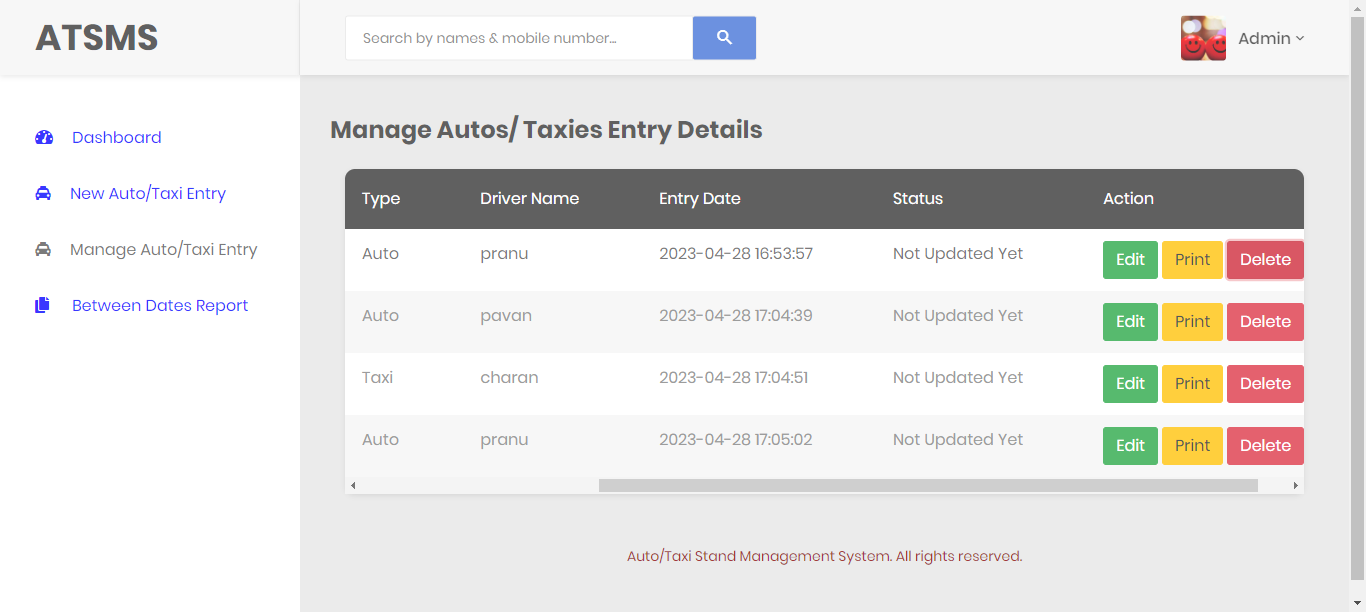 ATSMS
Search by names & mobile number...
Admin
Dashboard
New Auto/Taxi Entry
Manage Auto/Taxi Entry
Between Dates Report
Manage Autos/ Taxies Entry Details
Type Driver Name Entry Date Status Action
Auto pranu 2023-04-28 16:53:57 Not Updated Yet Edit Print Delete
Auto pavan 2023-04-28 17:04:39 Not Updated Yet Edit Print Delete
Taxi charan 2023-04-28 17:04:51 Not Updated Yet Edit Print Delete
Auto pranu 2023-04-28 17:05:02 Not Updated Yet Edit Print Delete
Auto/Taxi Stand Management System. All rights reserved.